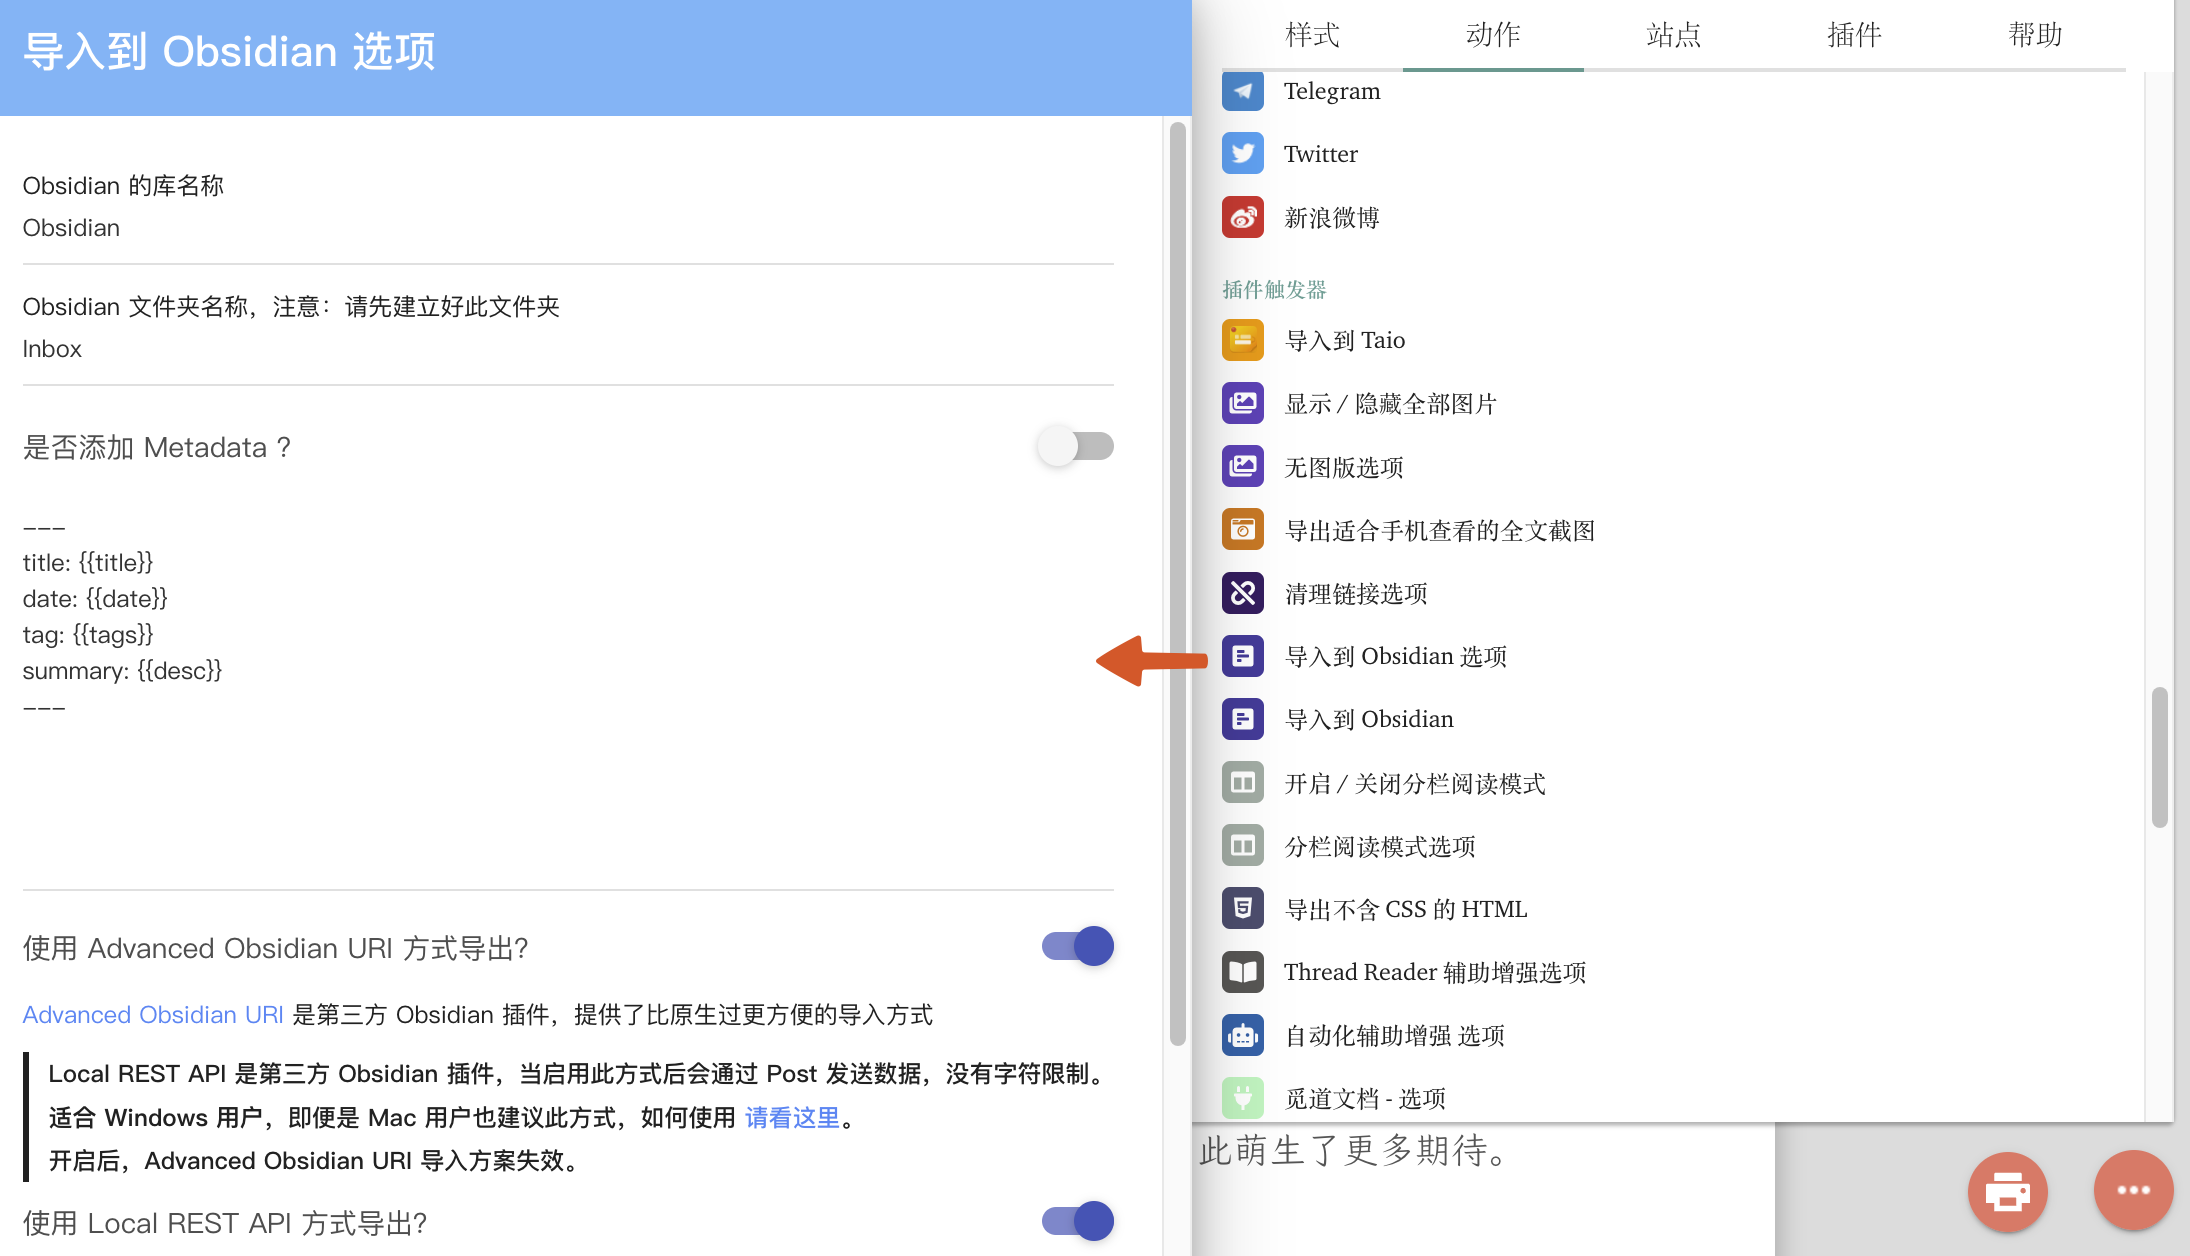 导入到 Obsidian 选项
Obsidian 的库名称
Obsidian
Obsidian 文件夹名称，注意：请先建立好此文件夹
Inbox
是否添加 Metadata ?
---
title: {{title}}
date: {{date}}
tag: {{tags}}
summary: {{desc}}
---
使用 Advanced Obsidian URI 方式导出?
Advanced Obsidian URI 是第三方 Obsidian 插件，提供了比原生过更方便的导入方式
Local REST API 是第三方 Obsidian 插件，当启用此方式后会通过 Post 发送数据，没有字符限制。
适合 Windows 用户，即便是 Mac 用户也建议此方式，如何使用 请看这里。
开启后，Advanced Obsidian URI 导入方案失效。
使用 Local REST API 方式导出?
样式
动作
站点
插件
帮助
Telegram
Twitter
新浪微博
插件触发器
导入到 Taio
显示 / 隐藏全部图片
无图版选项
导出适合手机查看的全文截图
清理链接选项
导入到 Obsidian 选项
导入到 Obsidian
开启 / 关闭分栏阅读模式
分栏阅读模式选项
导出不含 CSS 的 HTML
Thread Reader 辅助增强选项
自动化辅助增强 选项
觅道文档 - 选项
此萌生了更多期待。